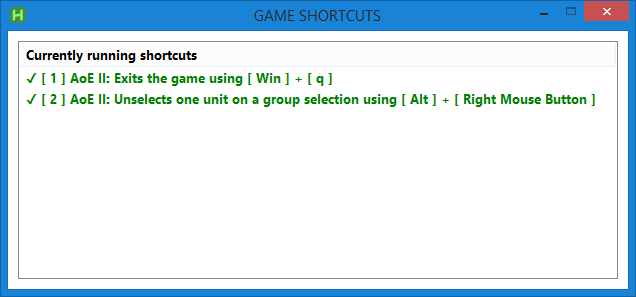 GAME SHORTCUTS
Currently running shortcuts
✓ [ 1 ] AoE II: Exits the game using [ Win ] + [ q ]
✓ [ 2 ] AoE II: Unselects one unit on a group selection using [ Alt ] + [ Right Mouse Button ]